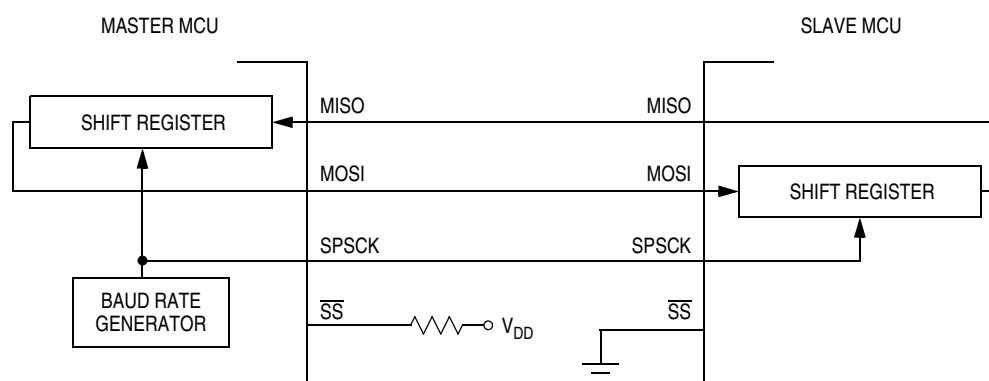 MASTER MCU
SLAVE MCU
SHIFT REGISTER
MISO
MISO
MOSI
MOSI
SHIFT REGISTER
SPSCK
SPSCK
BAUD RATE
GENERATOR
SS
VDD
SS